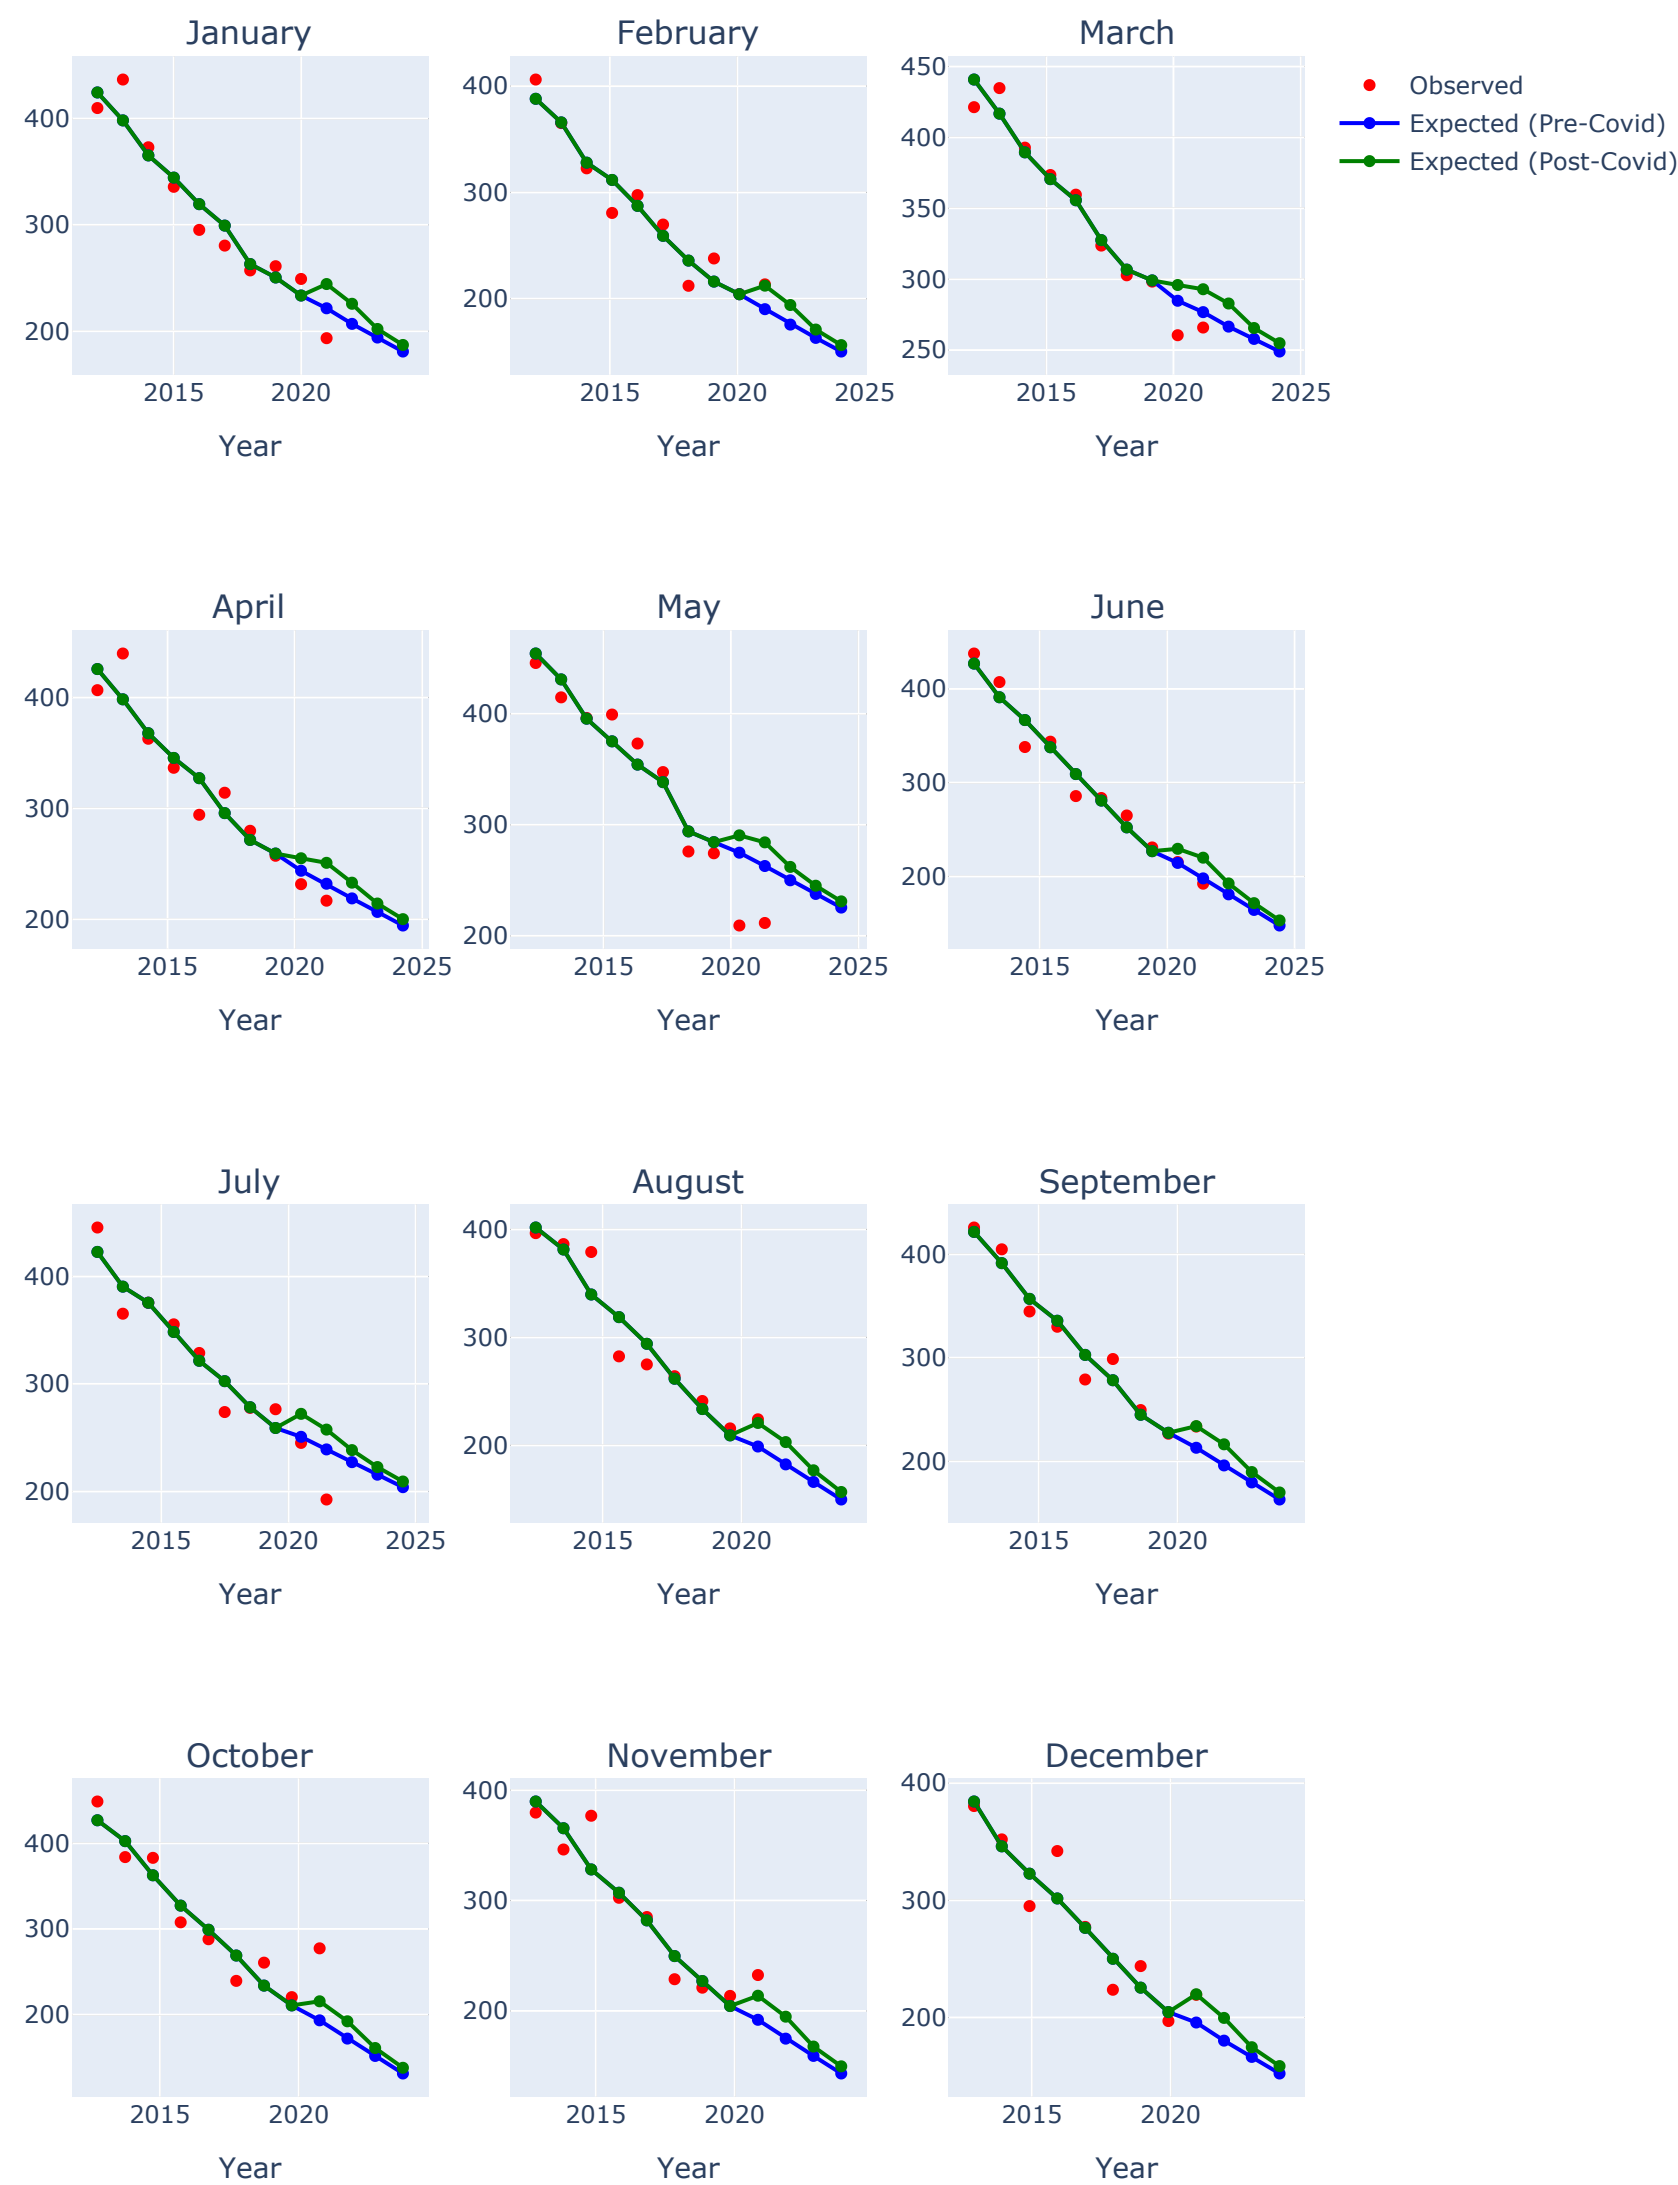 January
February
March
400
300
200
2015
2020
Year
400
300
200
2015
2020
2025
Year
450
400
350
300
250
2015
2020
2025
Year
Observed
Expected (Pre-Covid)
Expected (Post-Covid)
April
May
June
400
300
200
2015
2020
2025
Year
400
300
200
2015
2020
2025
Year
400
300
200
2015
2020
2025
Year
July
August
September
400
300
200
2015
2020
2025
Year
400
300
200
2015
2020
Year
400
300
200
2015
2020
Year
October
November
December
400
300
200
2015
2020
Year
400
300
200
2015
2020
Year
400
300
200
2015
2020
Year